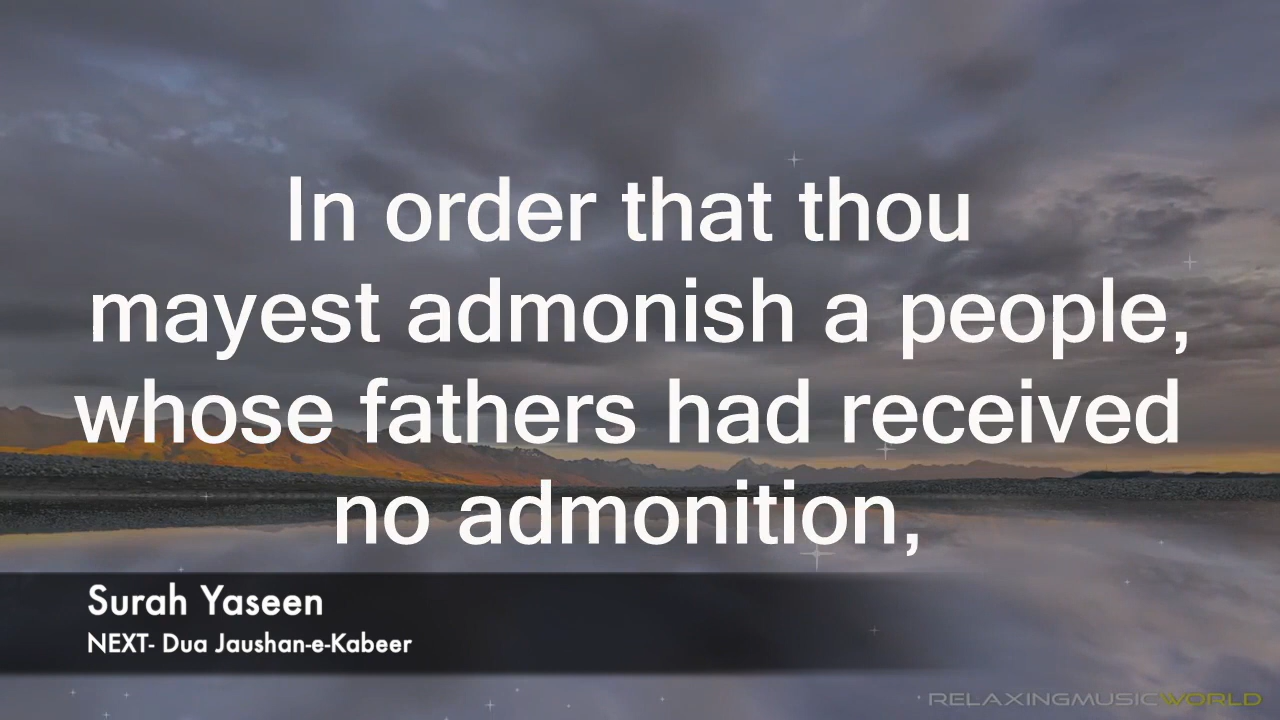 In order that thou
mayest admonish a people,
whose fathers had received
no admonition,
Surah Yaseen
NEXT- Dua Jaushan-e-Kabeer
RELAXINGMUSICWORLD